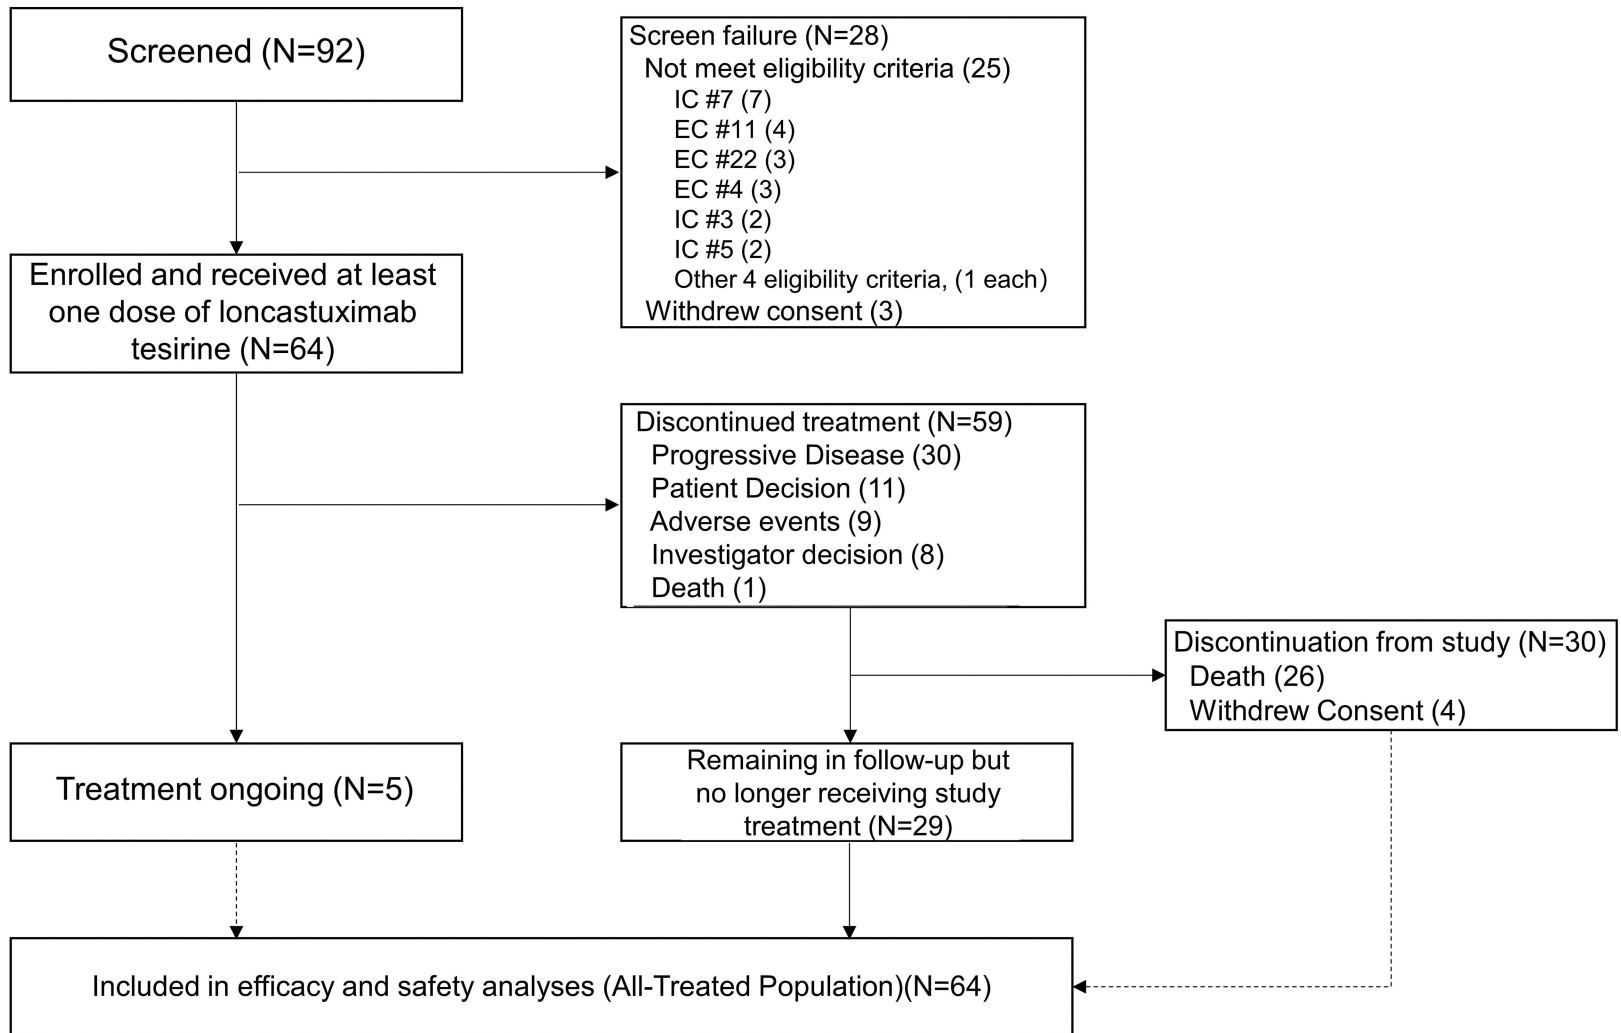 Screened (N=92)
Screen failure (N=28)
Not meet eligibility criteria (25)
IC #7 (7)
EC #11 (4)
EC #22 (3)
EC #4 (3)
IC #3 (2)
IC #5 (2)
Other 4 eligibility criteria, (1 each)
Withdrew consent (3)
Enrolled and received at least
one dose of loncastuximab
tesirine (N=64)
Discontinued treatment (N=59)
Progressive Disease (30)
Patient Decision (11)
Adverse events (9)
Investigator decision (8)
Death (1)
Discontinuation from study (N=30)
Death (26)
Withdrew Consent (4)
Treatment ongoing (N=5)
Remaining in follow-up but
no longer receiving study
treatment (N=29)
Included in efficacy and safety analyses (All-Treated Population)(N=64)